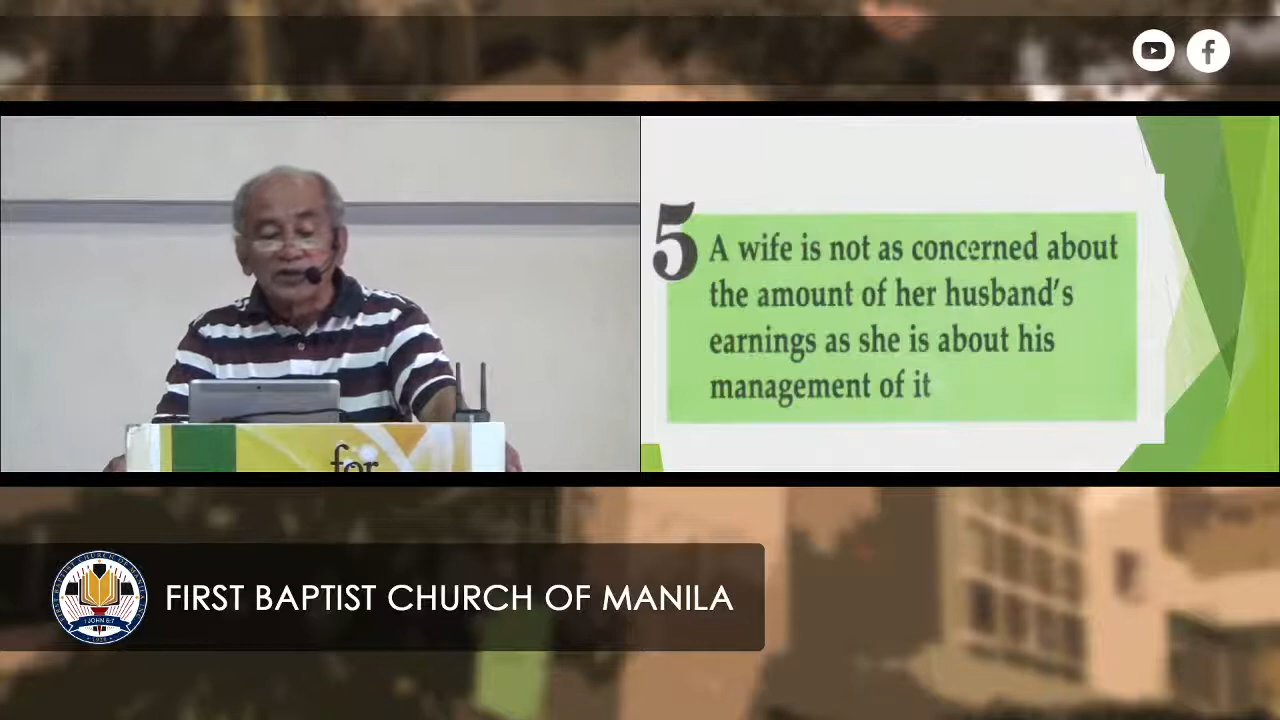 5
A wife is not as concerned about
the amount of her husband's
earnings as she is about his
management of it
for
FIRST BAPTIST CHURCH OF MANILA